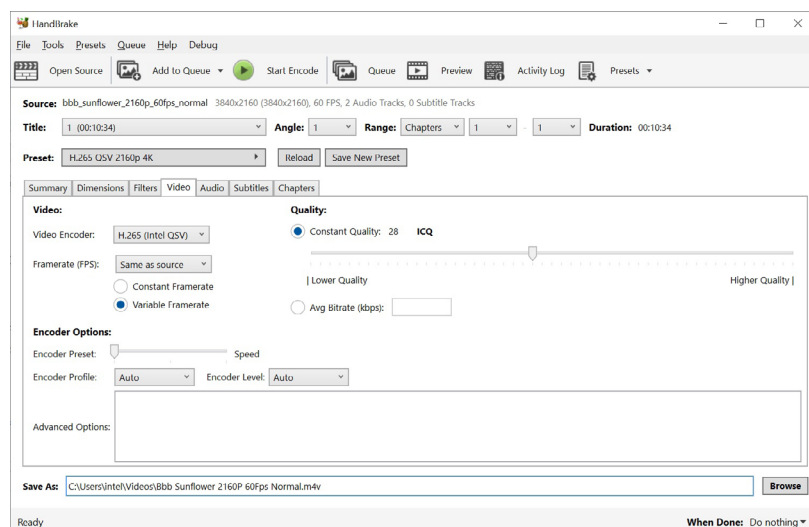 HandBrake
File Tools Presets Queue Help Debug
Open Source Add to Queue Start Encode Queue Preview Activity Log Presets
Source: bbb_sunflower_2160p_60fps_normal 3840x2160 (3840x2160), 60 FPS, 2 Audio Tracks, 0 Subtitle Tracks
Title: 1 (00:10:34) Angle: 1 Range: Chapters 1 - 1 Duration: 00:10:34
Preset: H.265 QSV 2160p 4K Reload Save New Preset
Summary Dimensions Filters Video Audio Subtitles Chapters
Video: Quality:
Video Encoder: H.265 (Intel QSV) Constant Quality: 28 ICQ
Framerate (FPS): Same as source
| Lower Quality Higher Quality |
Constant Framerate
Variable Framerate Avg Bitrate (kbps):
Encoder Options:
Encoder Preset: Speed
Encoder Profile: Auto Encoder Level: Auto
Advanced Options:
Save As: C:\Users\intel\Videos\Bbb Sunflower 2160P 60Fps Normal.m4v Browse
Ready When Done: Do nothing